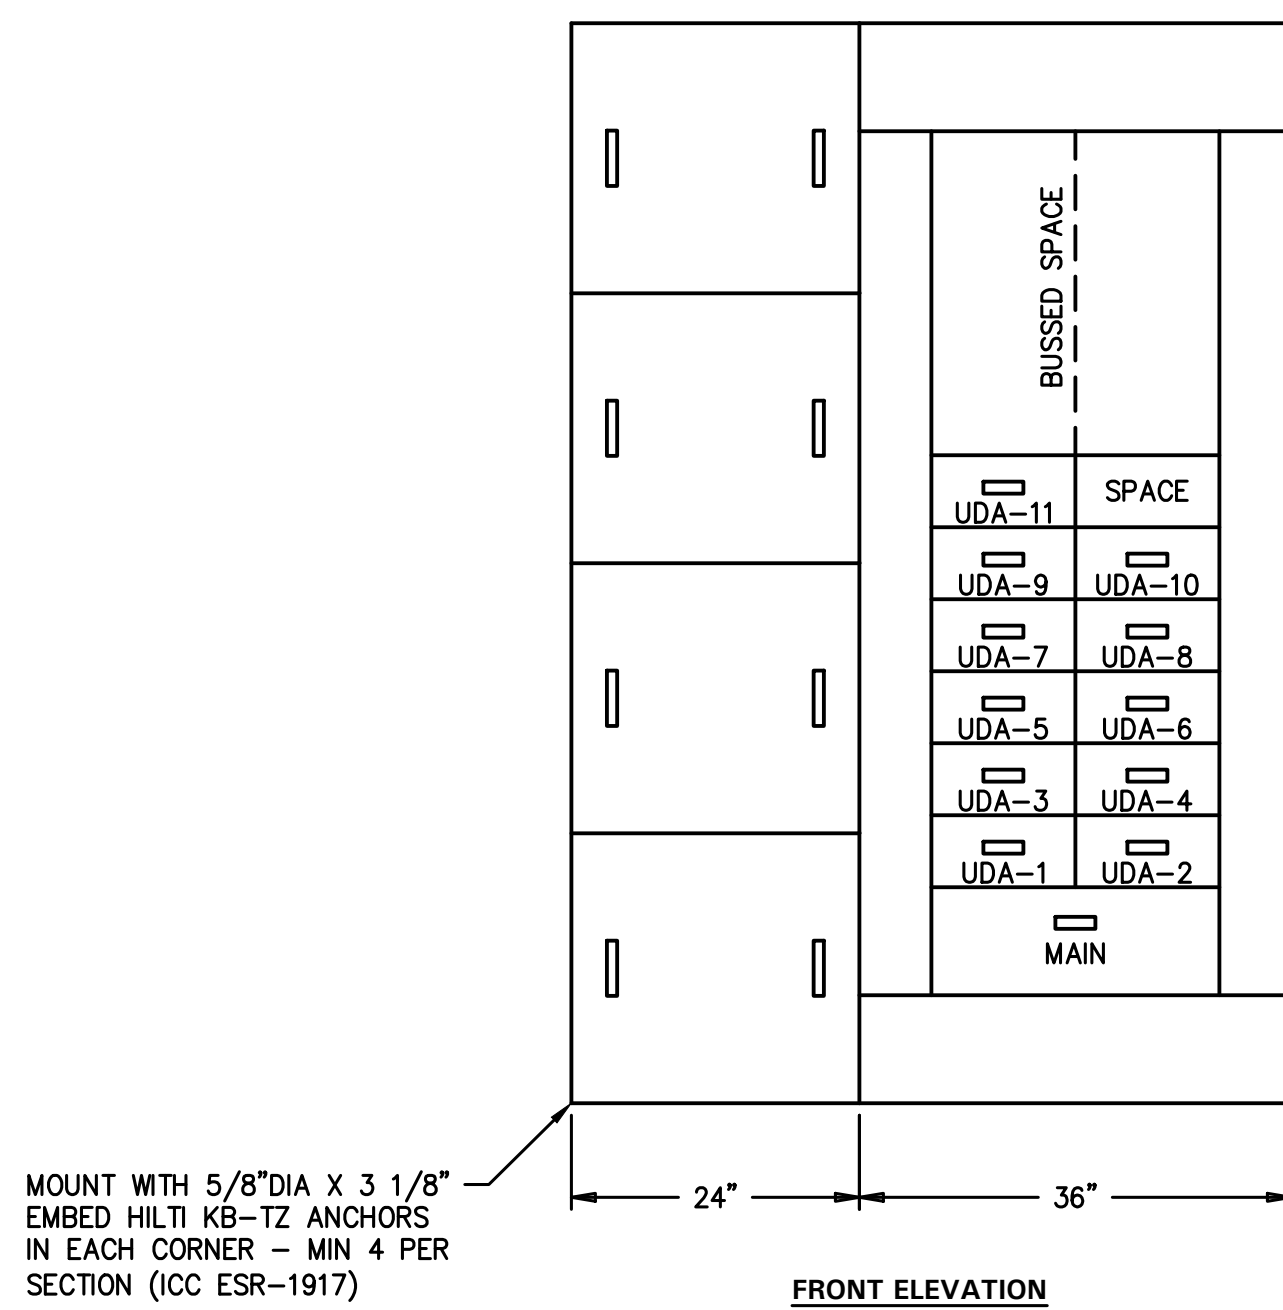 BUSSED SPACE
UDA-11 SPACE
UDA-9 UDA-10
UDA-7 UDA-8
UDA-5 UDA-6
UDA-3 UDA-4
UDA-1 UDA-2
MAIN
MOUNT WITH 5/8"DIA X 3 1/8"
EMBED HILTI KB-TZ ANCHORS
IN EACH CORNER - MIN 4 PER
SECTION (ICC ESR-1917)
24" 36"
FRONT ELEVATION